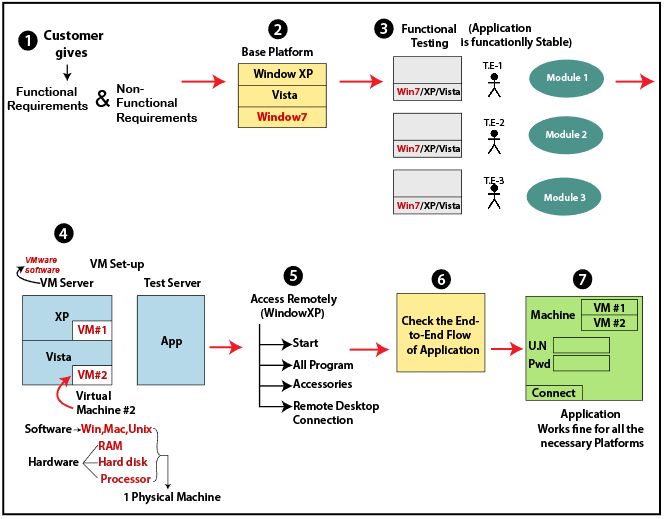 1
Customer
gives
Functional
Requirements
&
Non-
Functional
Requirements
2
Base Platform
Window XP
Vista
Window7
3
Functional
Testing
(Application
is funcationlly Stable)
Win7/XP/Vista
T.E-1
Module 1
Win7/XP/Vista
T.E-2
Module 2
Win7/XP/Vista
T.E-3
Module 3
4
VMware
software
VM Set-up
VM Server
Test Server
XP
VM#1
Vista
VM#2
App
Virtual
Machine #2
Software
Win,Mac,Unix
Hardware
RAM
Hard disk
Processor
1 Physical Machine
5
Access Remotely
(WindowXP)
Start
All Program
Accessories
Remote Desktop
Connection
6
Check the End-
to-End Flow
of Application
7
Machine
VM #1
VM #2
U.N
Pwd
Connect
Application
Works fine for all the
necessary Platforms